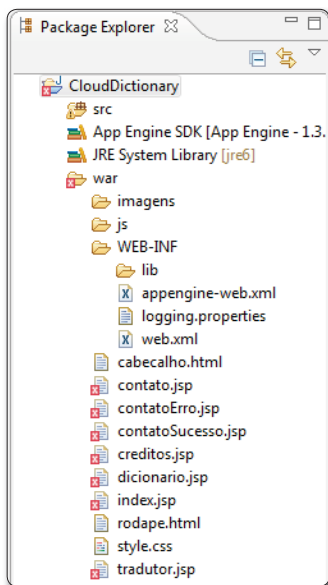 Package Explorer
CloudDictionary
src
App Engine SDK [App Engine - 1.3.
JRE System Library [jre6]
war
imagens
js
WEB-INF
lib
appengine-web.xml
logging.properties
web.xml
cabecalho.html
contato.jsp
contatoErro.jsp
contatoSucesso.jsp
creditos.jsp
dicionario.jsp
index.jsp
rodape.html
style.css
tradutor.jsp